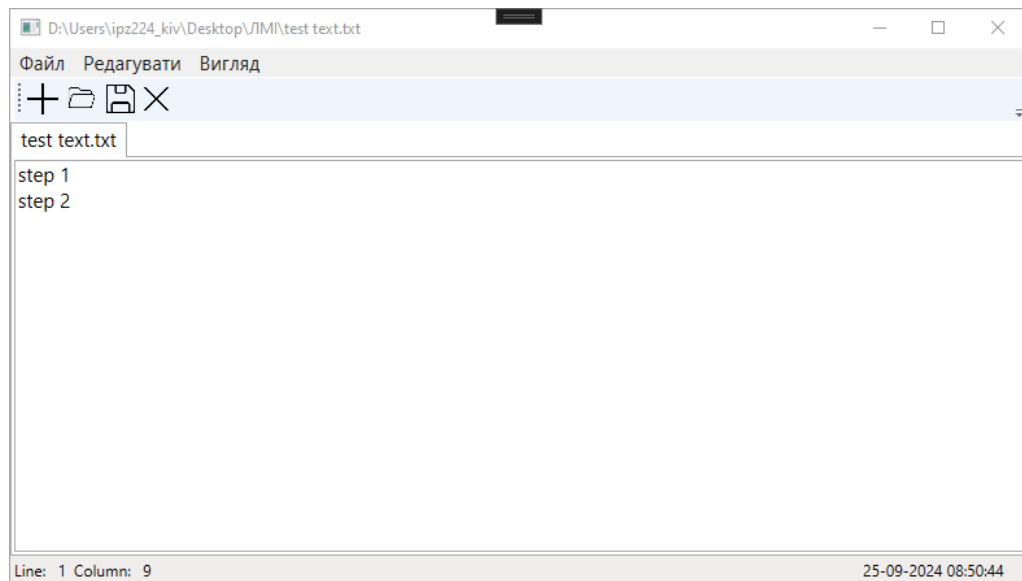 D:\Users\ipz224_kiv\Desktop\ЛМІ\test text.txt
Файл Редагувати Вигляд
test text.txt
step 1
step 2
Line: 1 Column: 9
25-09-2024 08:50:44